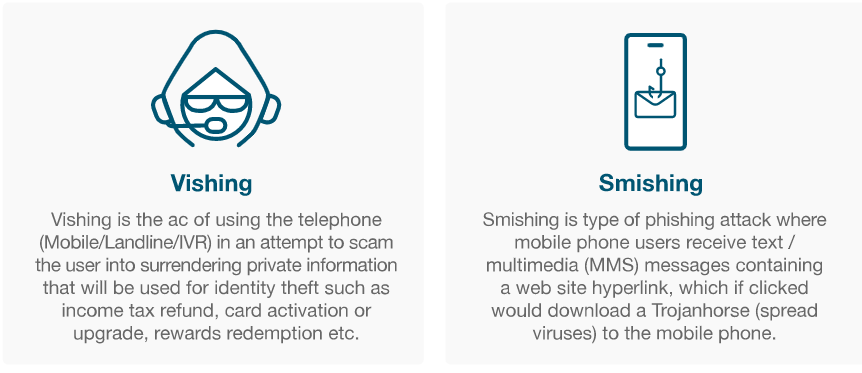 Vishing
Vishing is the ac of using the telephone
(Mobile/Landline/IVR) in an attempt to scam
the user into surrendering private information
that will be used for identity theft such as
income tax refund, card activation or
upgrade, rewards redemption etc.
Smishing
Smishing is type of phishing attack where
mobile phone users receive text /
multimedia (MMS) messages containing
a web site hyperlink, which if clicked
would download a Trojanhorse (spread
viruses) to the mobile phone.